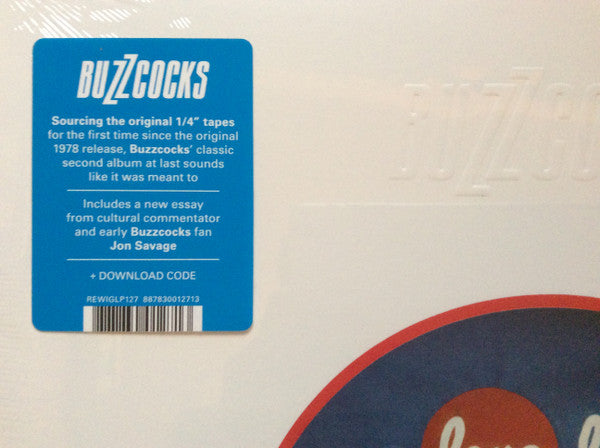 BUZZCOCKS
Sourcing the original 1/4” tapes
for the first time since the original
1978 release, Buzzcocks’ classic
second album at last sounds
like it was meant to
Includes a new essay
from cultural commentator
and early Buzzcocks fan
Jon Savage
+ DOWNLOAD CODE
REWIGLP127 887830012713
BUZZCOC